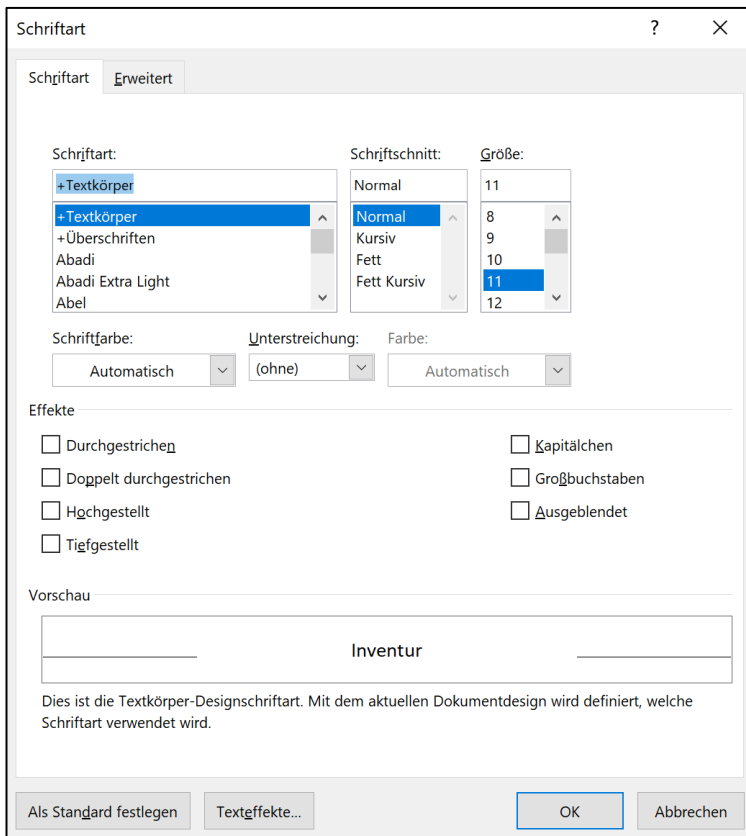 Schriftart ?
Schriftart Erweitert
Schriftart: Schriftschnitt: Größe:
+Textkörper Normal 11
+Textkörper Normal 8
+Überschriften Kursiv 9
Abadi Fett 10
Abadi Extra Light Fett Kursiv 11
Abel 12
Schriftfarbe: Unterstreichung: Farbe:
Automatisch (ohne) Automatisch
Effekte
Durchgestrichen Kapitälchen
Doppelt durchgestrichen Großbuchstaben
Hochgestellt Ausgeblendet
Tiefgestellt
Vorschau
Inventur
Dies ist die Textkörper-Designschriftart. Mit dem aktuellen Dokumentdesign wird definiert, welche
Schriftart verwendet wird.
Als Standard festlegen Texteffekte... OK Abbrechen